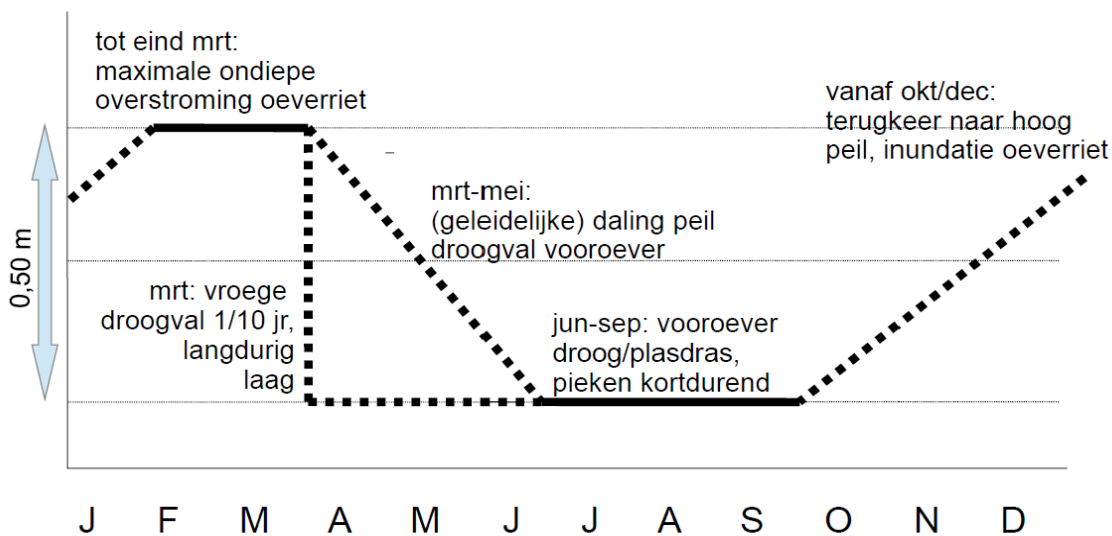 tot eind mrt:
maximale ondiepe
overstroming oeverriet
vanaf okt/dec:
terugkeer naar hoog
peil, inundatie oeverriet
mrt-mei:
(geleidelijke) daling peil
droogval vooroever
0,50 m
mrt: vroege
droogval 1/10 jr,
langdurig
laag
jun-sep: vooroever
droog/plasdras,
pieken kortdurend
J F M A M J J A S O N D